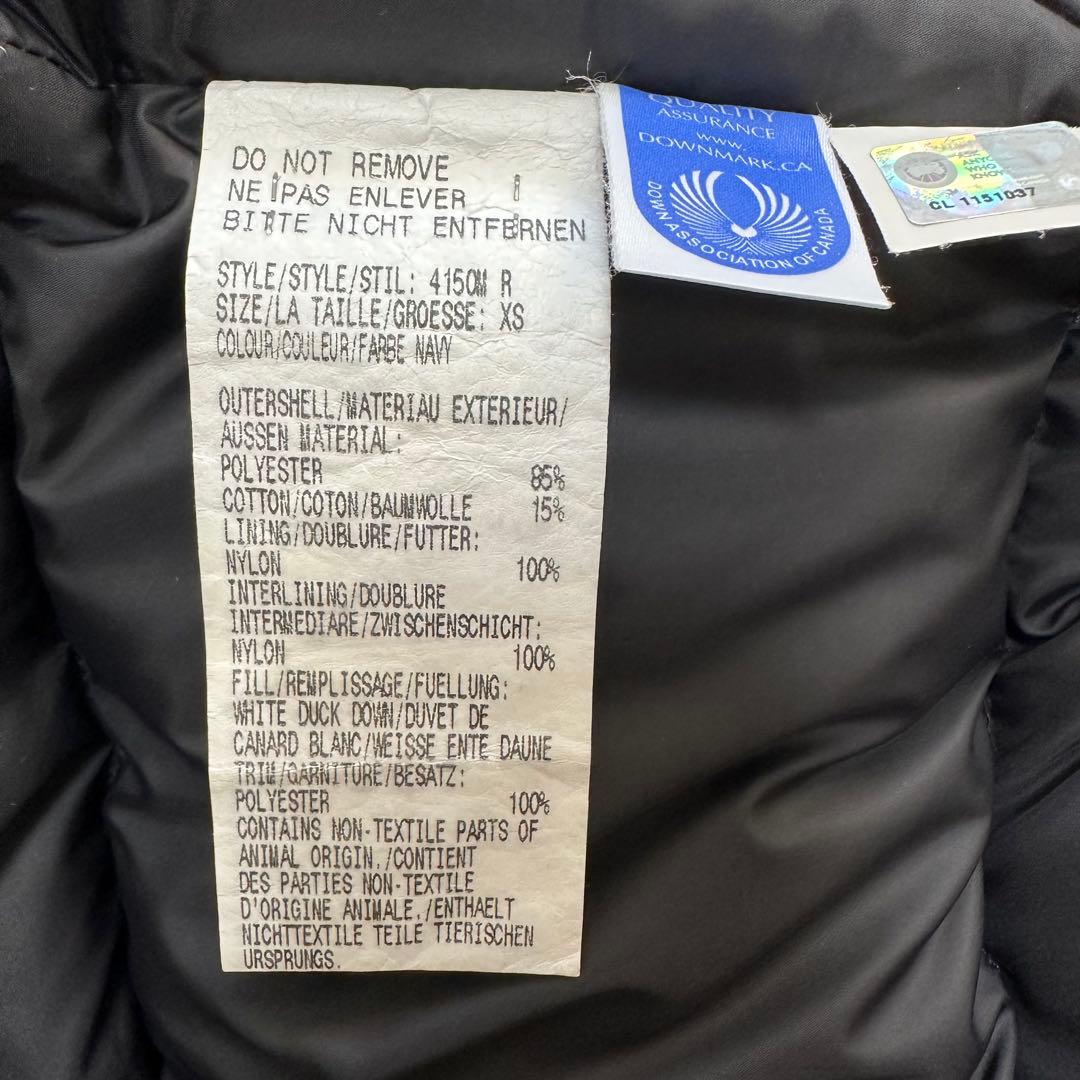 DO NOT REMOVE
NE PAS ENLEVER
BITTE NICHT ENTFERNEN
STYLE/STYLE/STIL: 4150M R
SIZE/LA TAILLE/GROESSE: XS
COLOUR/COULEUR/FARBE NAVY
OUTERSHELL/MATERIAU EXTERIEUR/
AUSSEN MATERIAL:
POLYESTER 85%
COTTON/COTON/BAUMWOLLE 15%
LINING/DOUBLURE/FUTTER:
NYLON 100%
INTERLINING/DOUBLURE
INTERMEDIARE/ZWISCHENSCHICHT:
NYLON 100%
FILL/REMPLISSAGE/FUELLUNG:
WHITE DUCK DOWN/DUVET DE
CANARD BLANC/WEISSE ENTE DAUNE
TRIM/GARNITURE/BESATZ:
POLYESTER 100%
CONTAINS NON-TEXTILE PARTS OF
ANIMAL ORIGIN./CONTIENT
DES PARTIES NON-TEXTILE
D'ORIGINE ANIMALE./ENTHAELT
NICHTTEXTILE TEILE TIERISCHEN
URSPRUNGS.
QUALITY
ASSURANCE
www.
DOWNMARK.CA
DOWN ASSOCIATION OF CANADA
ASK
ANYO
WHO
KNOW
CL 1151037